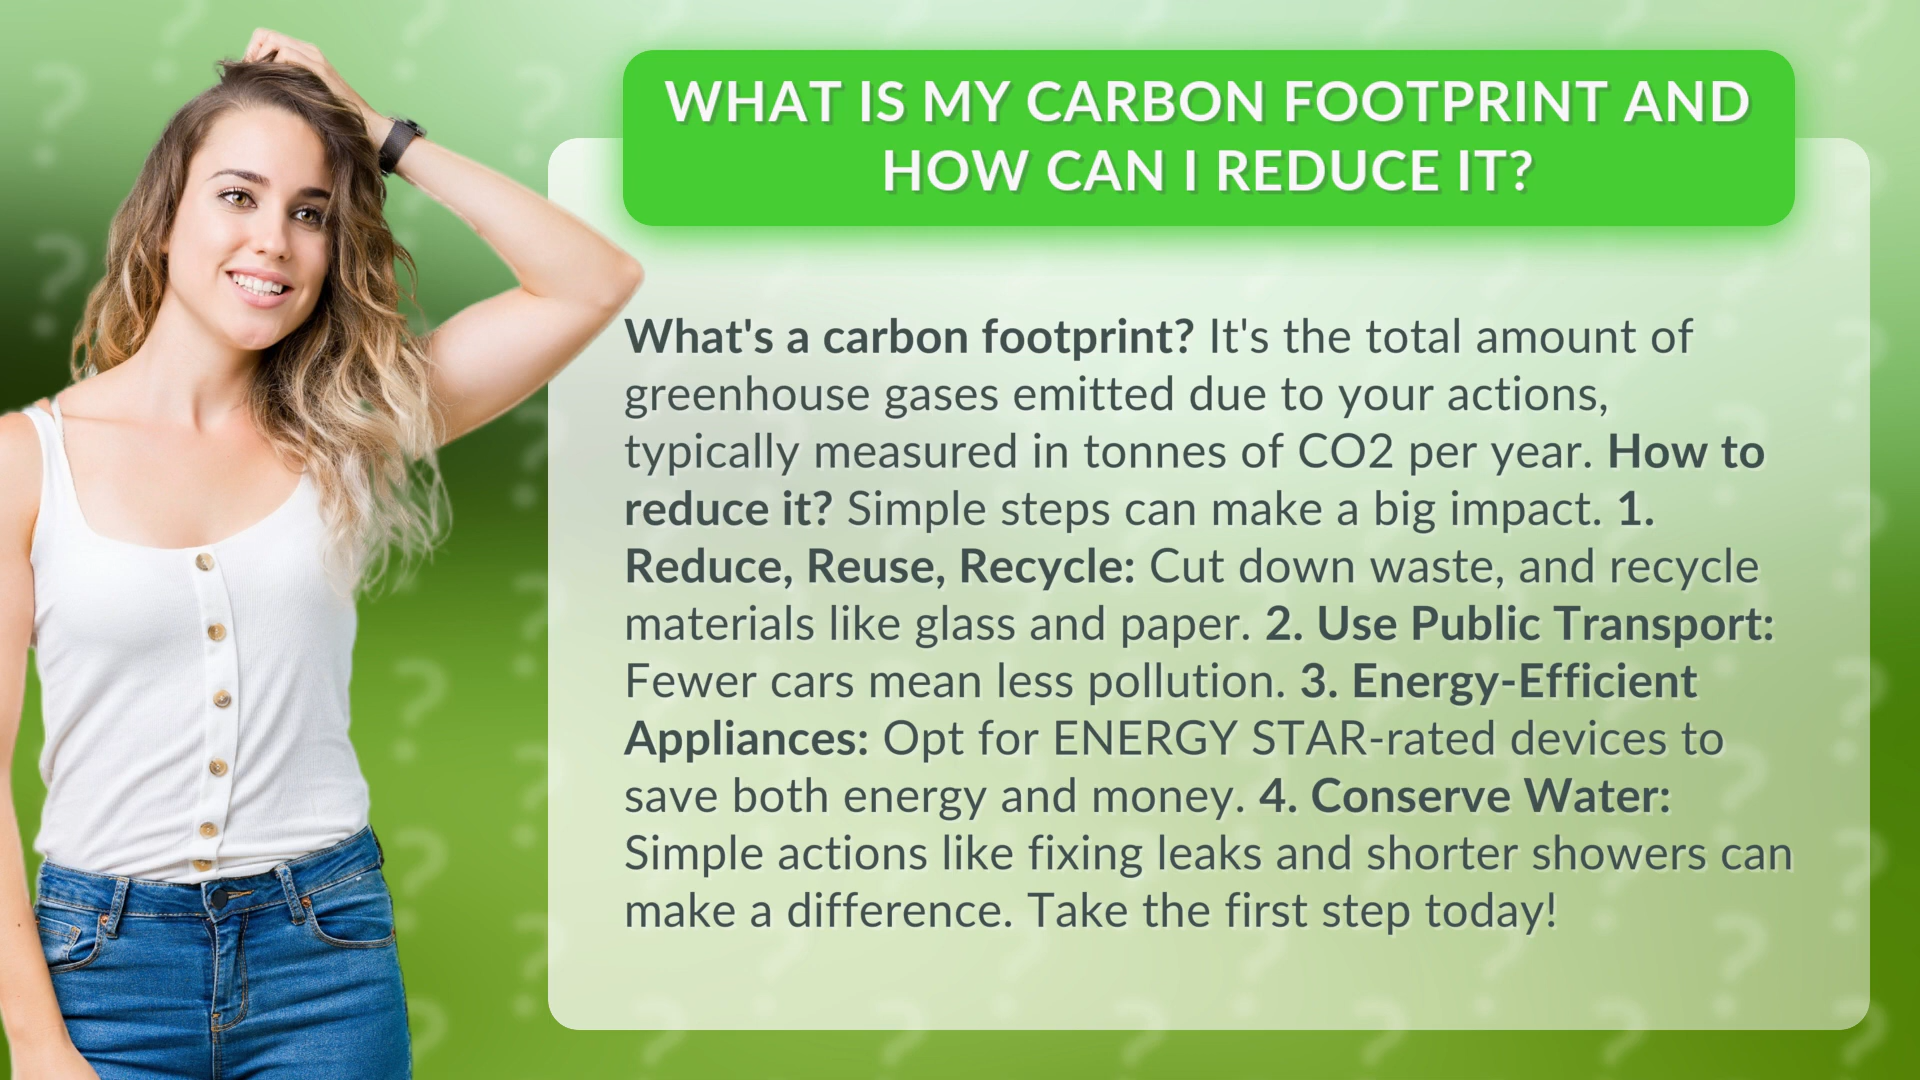 WHAT IS MY CARBON FOOTPRINT AND
HOW CAN I REDUCE IT?
What's a carbon footprint? It's the total amount of
greenhouse gases emitted due to your actions,
typically measured in tonnes of CO2 per year. How to
reduce it? Simple steps can make a big impact. 1.
Reduce, Reuse, Recycle: Cut down waste, and recycle
materials like glass and paper. 2. Use Public Transport:
Fewer cars mean less pollution. 3. Energy-Efficient
Appliances: Opt for ENERGY STAR-rated devices to
save both energy and money. 4. Conserve Water:
Simple actions like fixing leaks and shorter showers can
make a difference. Take the first step today!